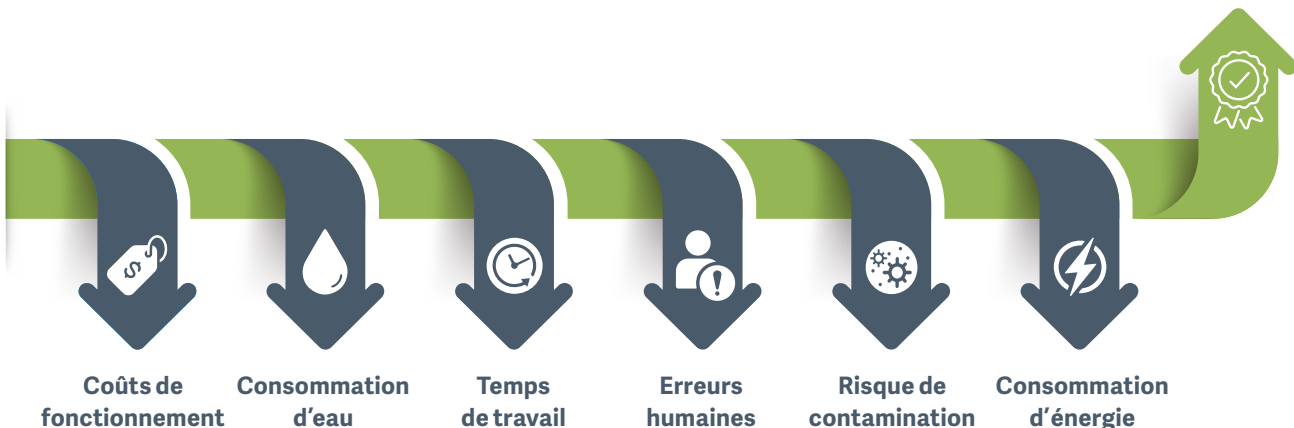 $
!
Coûts de
fonctionnement
Consommation
d'eau
Temps
de travail
Erreurs
humaines
Risque de
contamination
Consommation
d'énergie